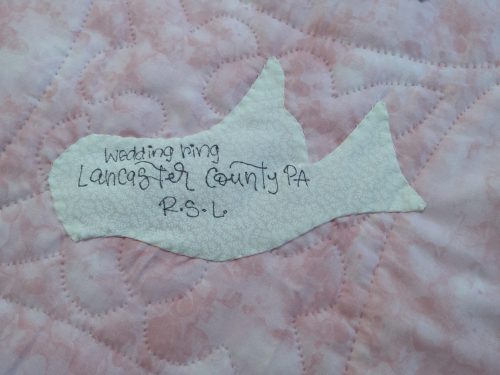 Wedding ring
Lancaster County PA
R.S.L.